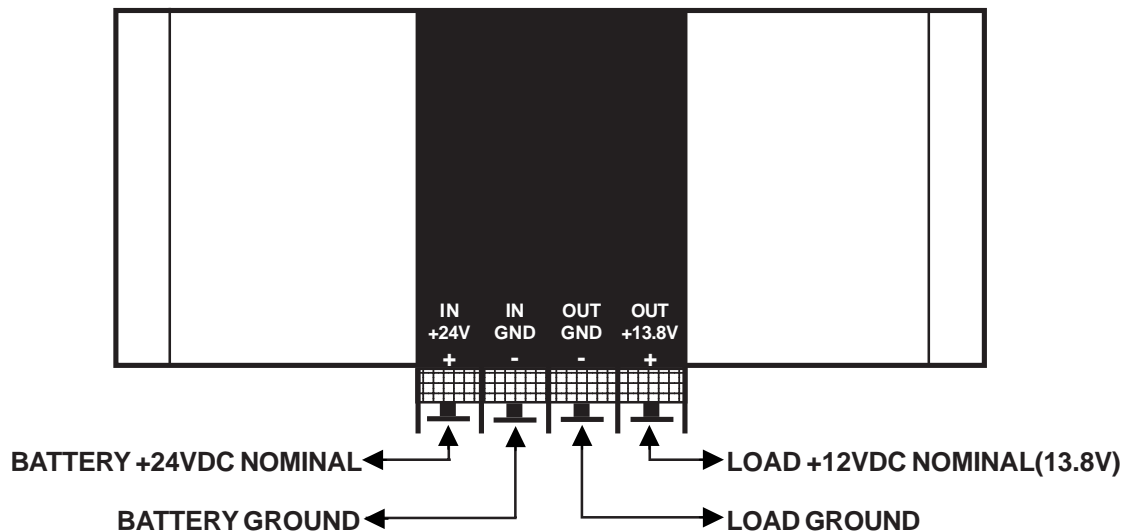 IN IN OUT OUT
+24V GND GND +13.8V
+ - - +
BATTERY +24VDC NOMINAL LOAD +12VDC NOMINAL(13.8V)
BATTERY GROUND LOAD GROUND